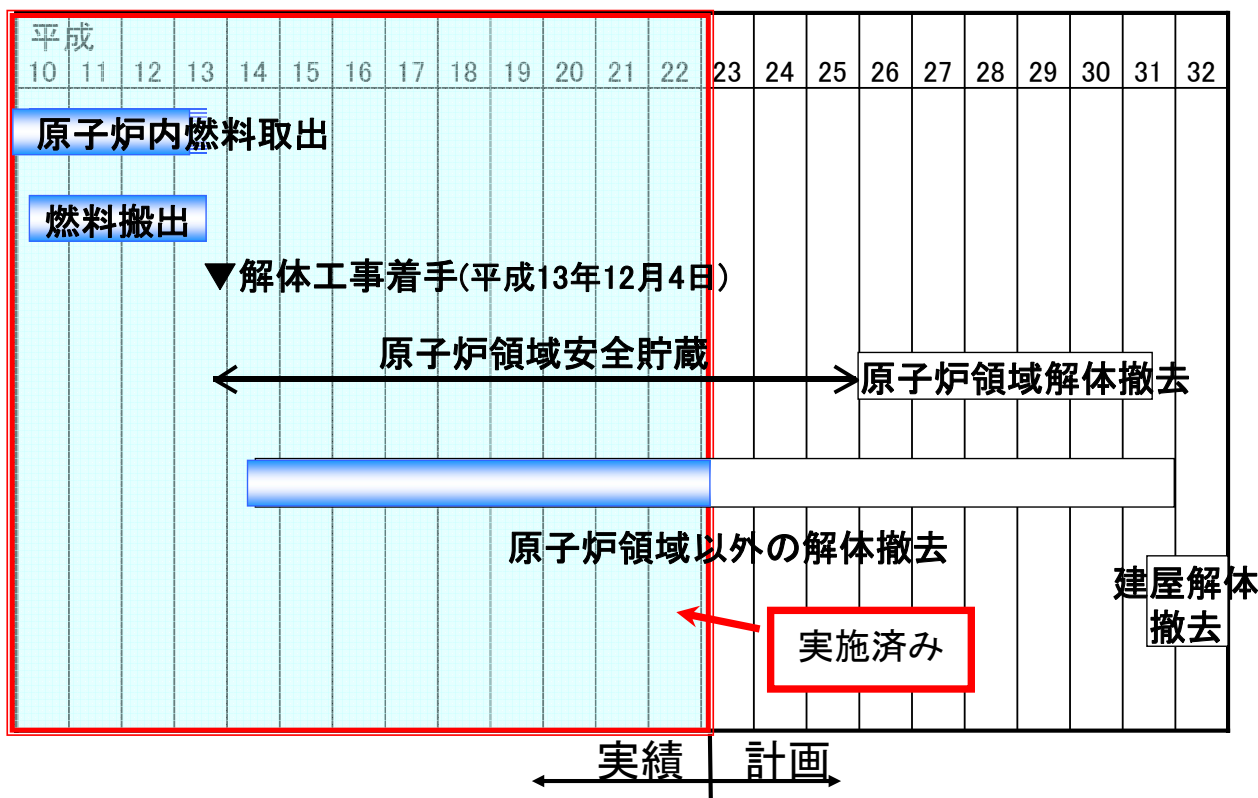 平成
10 11 12 13 14 15 16 17 18 19 20 21 22 23 24 25 26 27 28 29 30 31 32
原子炉内燃料取出
燃料搬出
▼解体工事着手(平成13年12月4日)
原子炉領域安全貯蔵
原子炉領域解体撤去
原子炉領域以外の解体撤去
建屋解体
撤去
実施済み
実績 計画